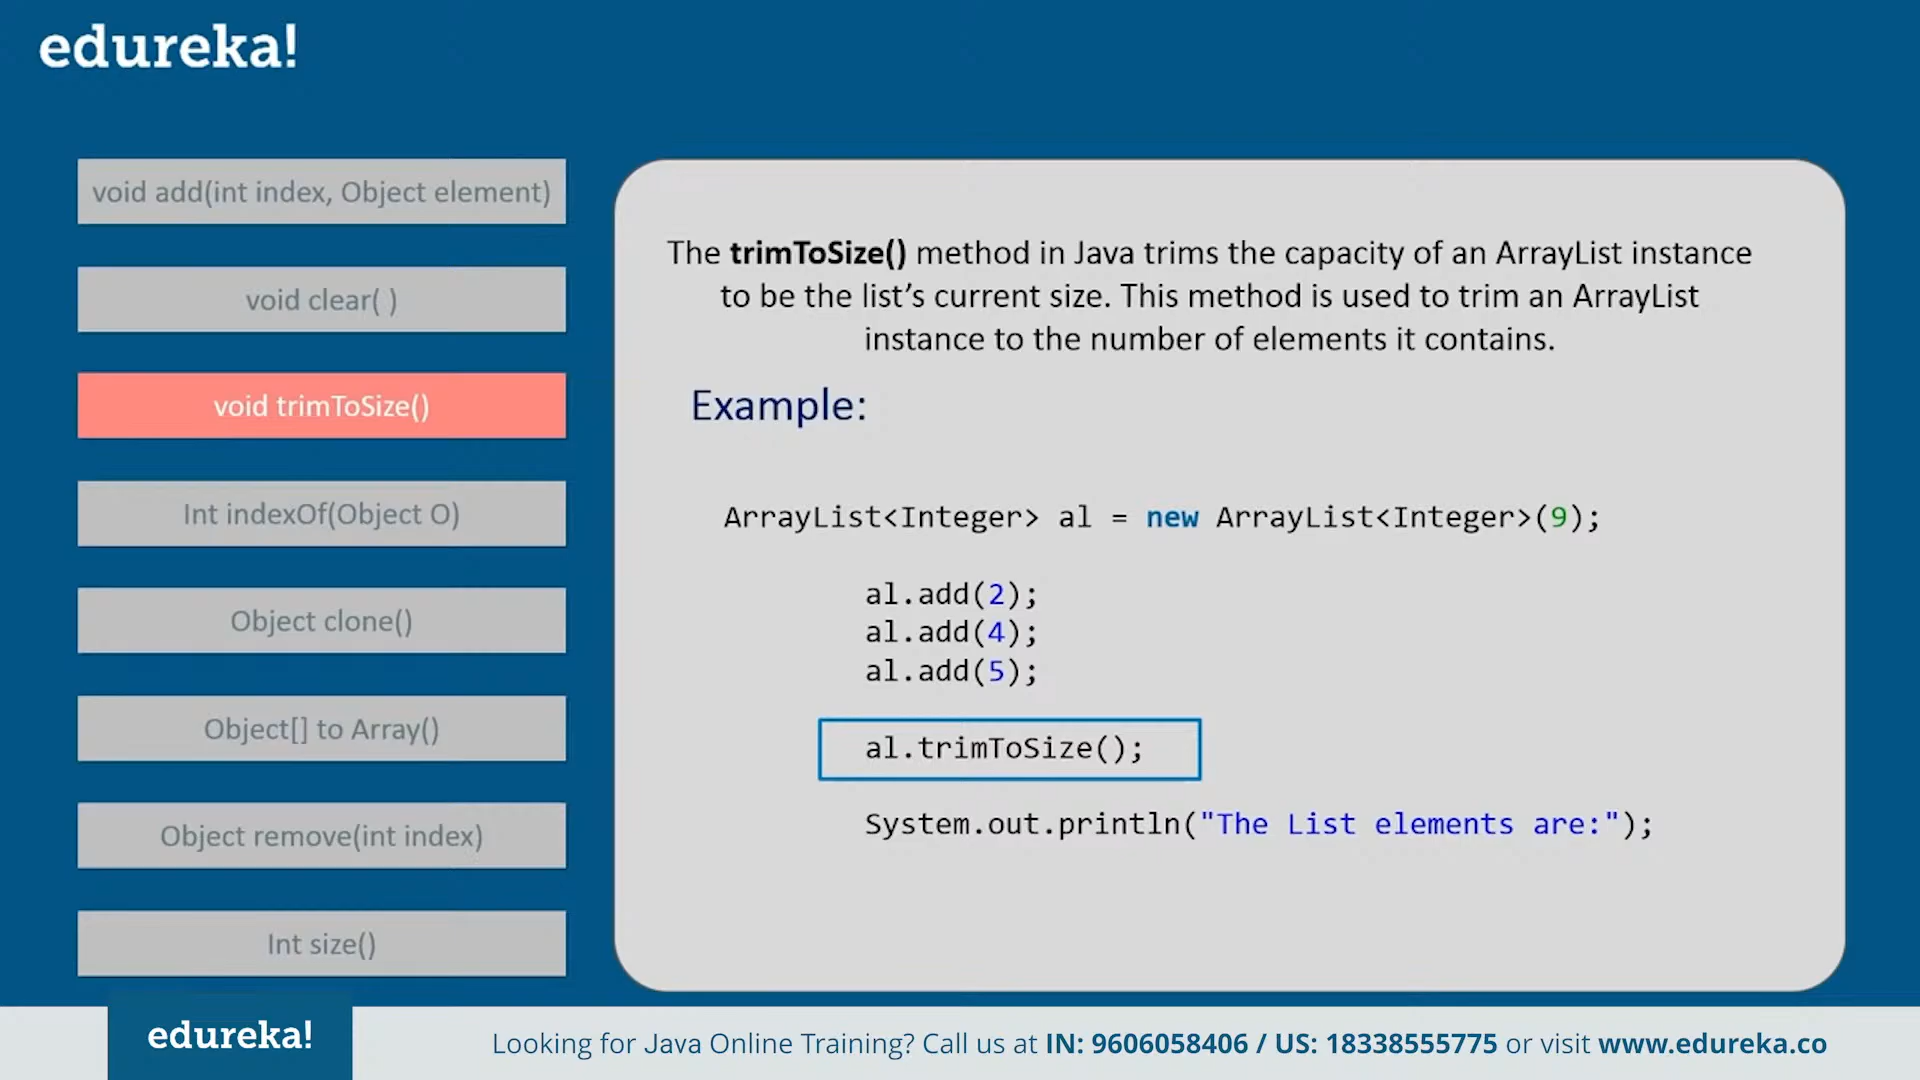 edureka!
void add(int index, Object element)
void clear( )
void trimToSize()
Int indexOf(Object O)
Object clone()
Object[] to Array()
Object remove(int index)
Int size()
The trimToSize() method in Java trims the capacity of an ArrayList instance
to be the list’s current size. This method is used to trim an ArrayList
instance to the number of elements it contains.
Example:
ArrayList<Integer> al = new ArrayList<Integer>(9);
al.add(2);
al.add(4);
al.add(5);
al.trimToSize();
System.out.println("The List elements are:");
edureka!
Looking for Java Online Training? Call us at IN: 9606058406 / US: 18338555775 or visit www.edureka.co